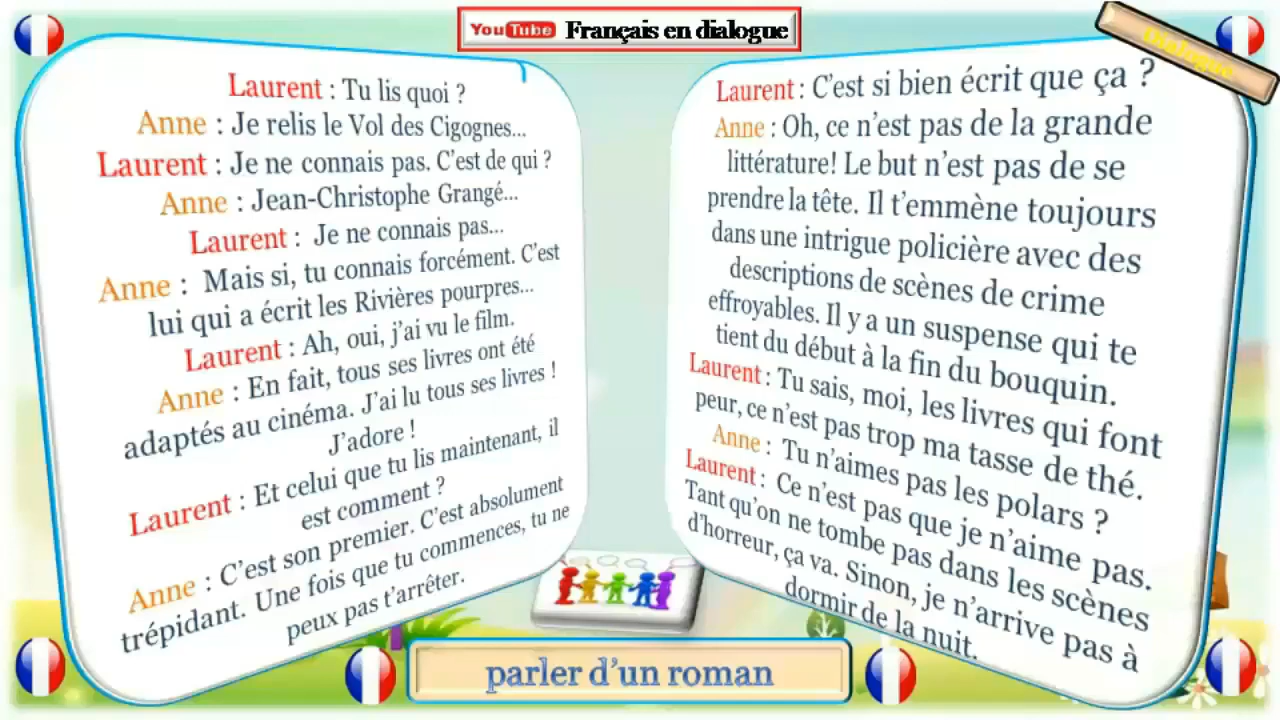 YouTube Français en dialogue
Dialogue
Laurent : Tu lis quoi ?
Anne : Je relis le Vol des Cigognes...
Laurent : Je ne connais pas. C'est de qui ?
Anne : Jean-Christophe Grangé...
Laurent : Je ne connais pas...
Anne : Mais si, tu connais forcément. C'est
lui qui a écrit les Rivières pourpres...
Laurent : Ah, oui, j'ai vu le film.
Anne : En fait, tous ses livres ont été
adaptés au cinéma. J'ai lu tous ses livres !
J'adore !
Laurent : Et celui que tu lis maintenant, il
est comment ?
Anne : C'est son premier. C'est absolument
trépidant. Une fois que tu commences, tu ne
peux pas t'arrêter.
Laurent : C'est si bien écrit que ça ?
Anne : Oh, ce n'est pas de la grande
littérature! Le but n'est pas de se
prendre la tête. Il t'emmène toujours
dans une intrigue policière avec des
descriptions de scènes de crime
effroyables. Il y a un suspense qui te
tient du début à la fin du bouquin.
Laurent : Tu sais, moi, les livres qui font
peur, ce n'est pas trop ma tasse de thé.
Anne : Tu n'aimes pas les polars ?
Laurent : Ce n'est pas que je n'aime pas.
Tant qu'on ne tombe pas dans les scènes
d'horreur, ça va. Sinon, je n'arrive pas à
dormir de la nuit.
parler d'un roman